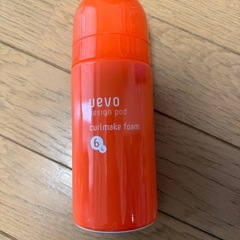 uevo
design pod
curlmake foam
6